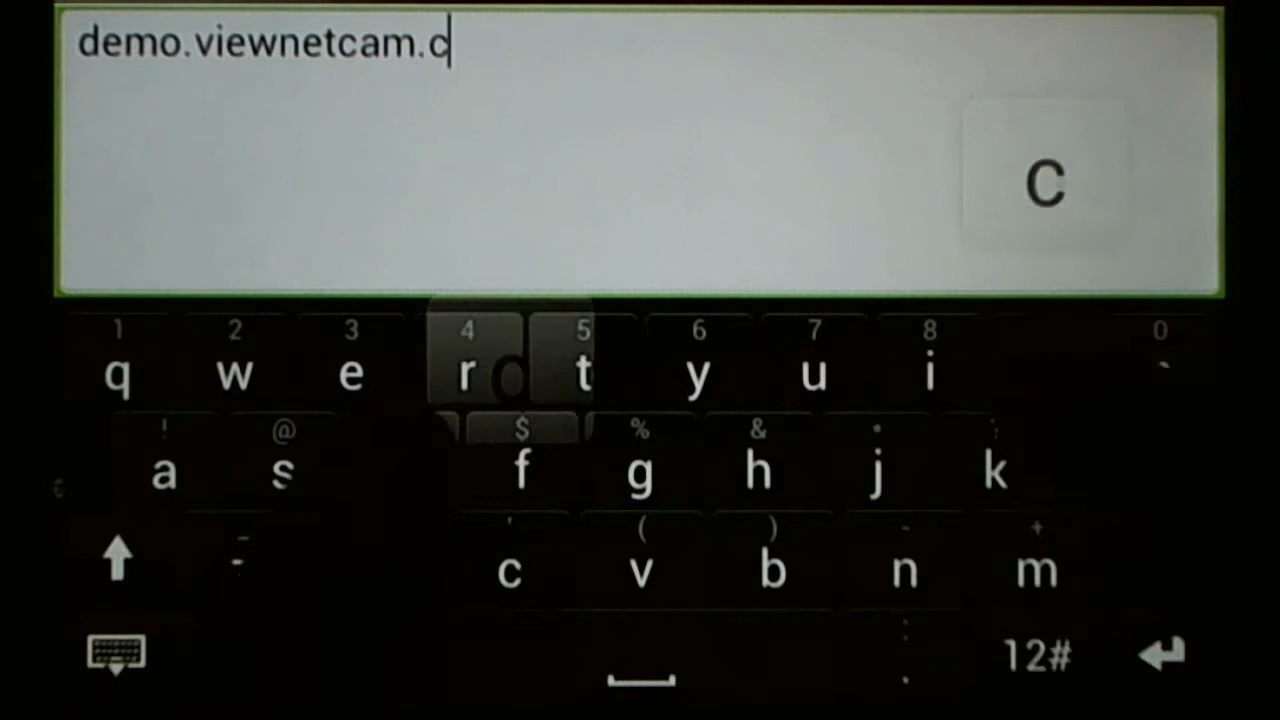 demo.viewnetcam.c
C
1 2 3 4 5 6 7 8 0
q w e r t y u i
! @ $ % & * ;
a s f g h j k
- ' ( ) - +
c v b n m
12#